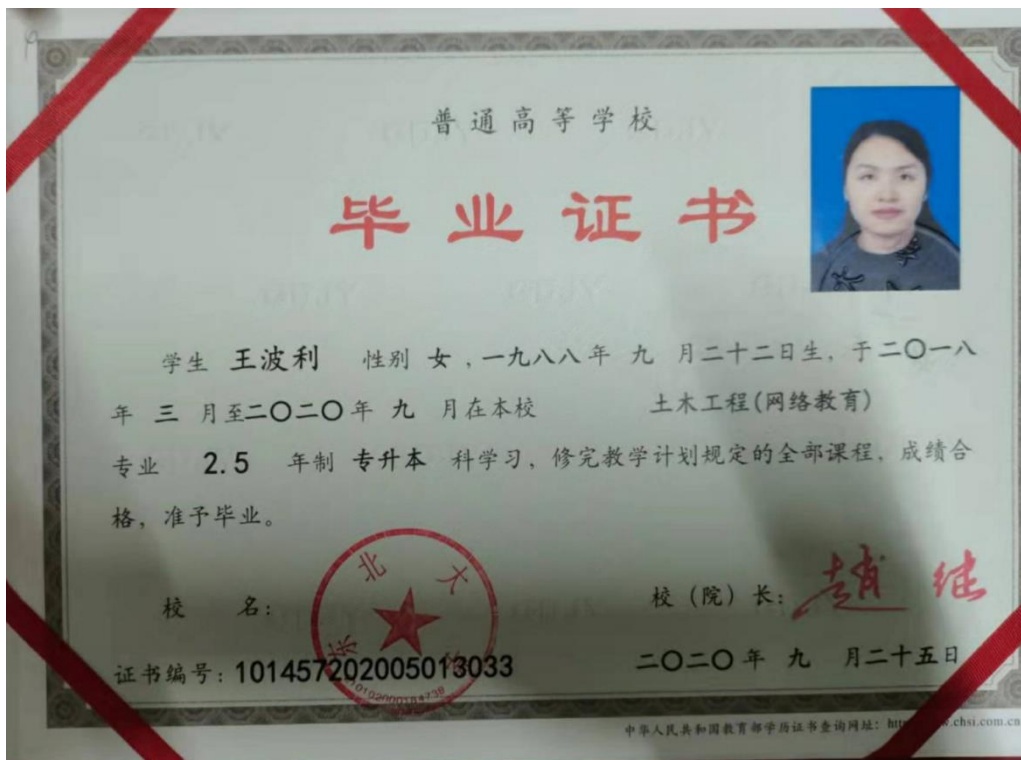 普通高等学校
毕业证书
学生 王波利 性别 女，一九八八年 九 月二十二日生，于二〇一八
年 三 月至二〇二〇年 九 月在本校 土木工程(网络教育)
专业 2.5 年制 专升本 科学习，修完教学计划规定的全部课程，成绩合
格，准予毕业。
东北大学
校 名：
校（院）长：赵继
证书编号：101457202005013033
二〇二〇年 九 月二十五日
中华人民共和国教育部学历证书查询网址：